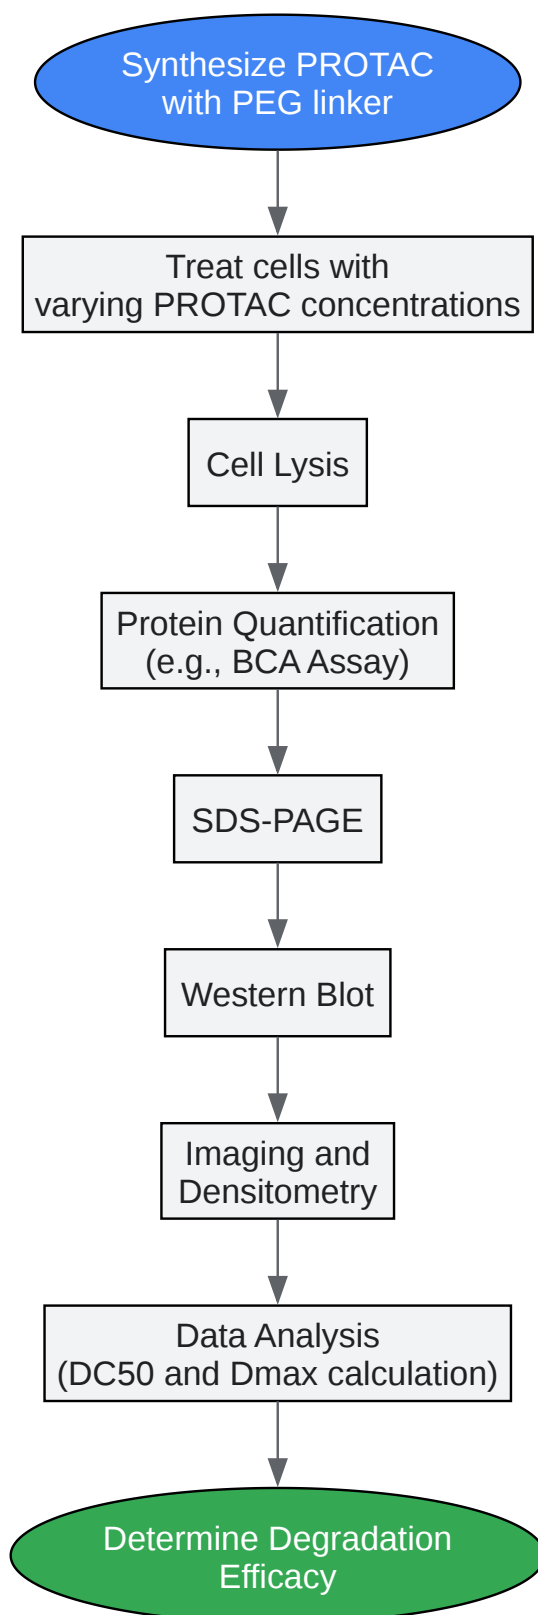 Synthesize PROTAC
with PEG linker
Treat cells with
varying PROTAC concentrations
Cell Lysis
Protein Quantification
(e.g., BCA Assay)
SDS-PAGE
Western Blot
Imaging and
Densitometry
Data Analysis
(DC50 and Dmax calculation)
Determine Degradation
Efficacy